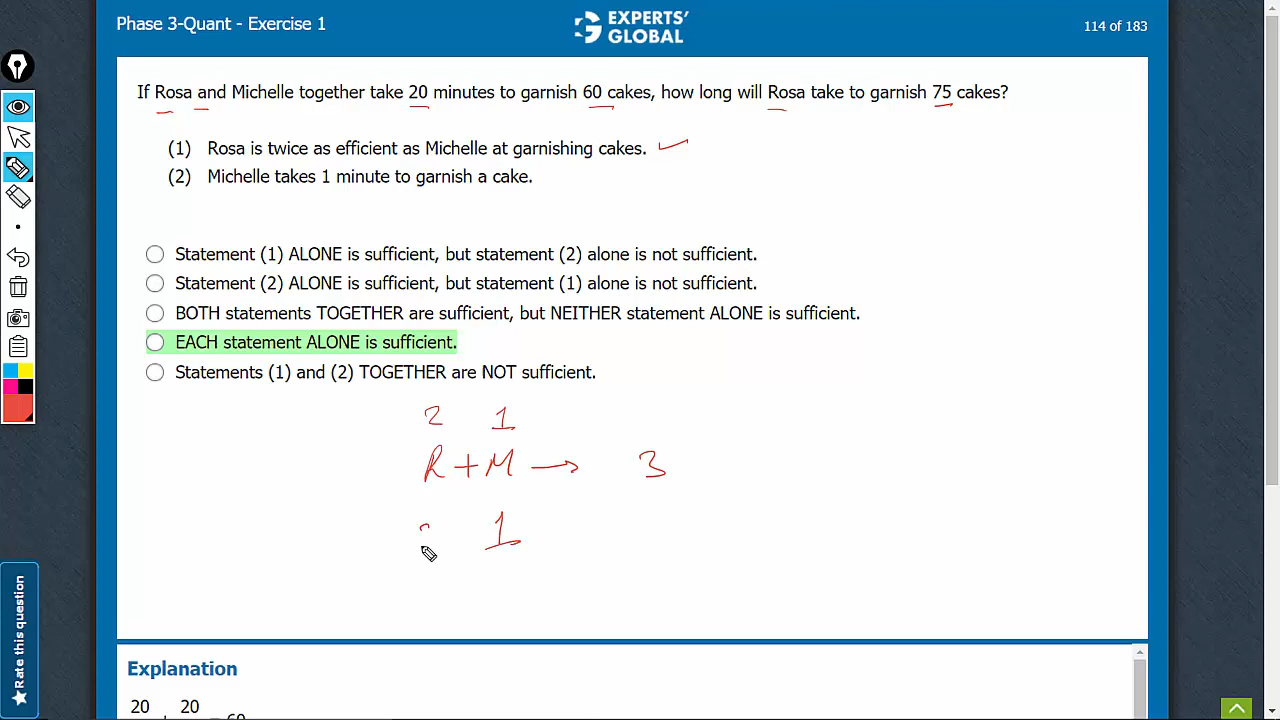 Phase 3-Quant - Exercise 1
EXPERTS'
GLOBAL
114 of 183
If Rosa and Michelle together take 20 minutes to garnish 60 cakes, how long will Rosa take to garnish 75 cakes?
(1) Rosa is twice as efficient as Michelle at garnishing cakes.
(2) Michelle takes 1 minute to garnish a cake.
Statement (1) ALONE is sufficient, but statement (2) alone is not sufficient.
Statement (2) ALONE is sufficient, but statement (1) alone is not sufficient.
BOTH statements TOGETHER are sufficient, but NEITHER statement ALONE is sufficient.
EACH statement ALONE is sufficient.
Statements (1) and (2) TOGETHER are NOT sufficient.
2 1
R + M → 3
1
Rate this question
Explanation
20 20